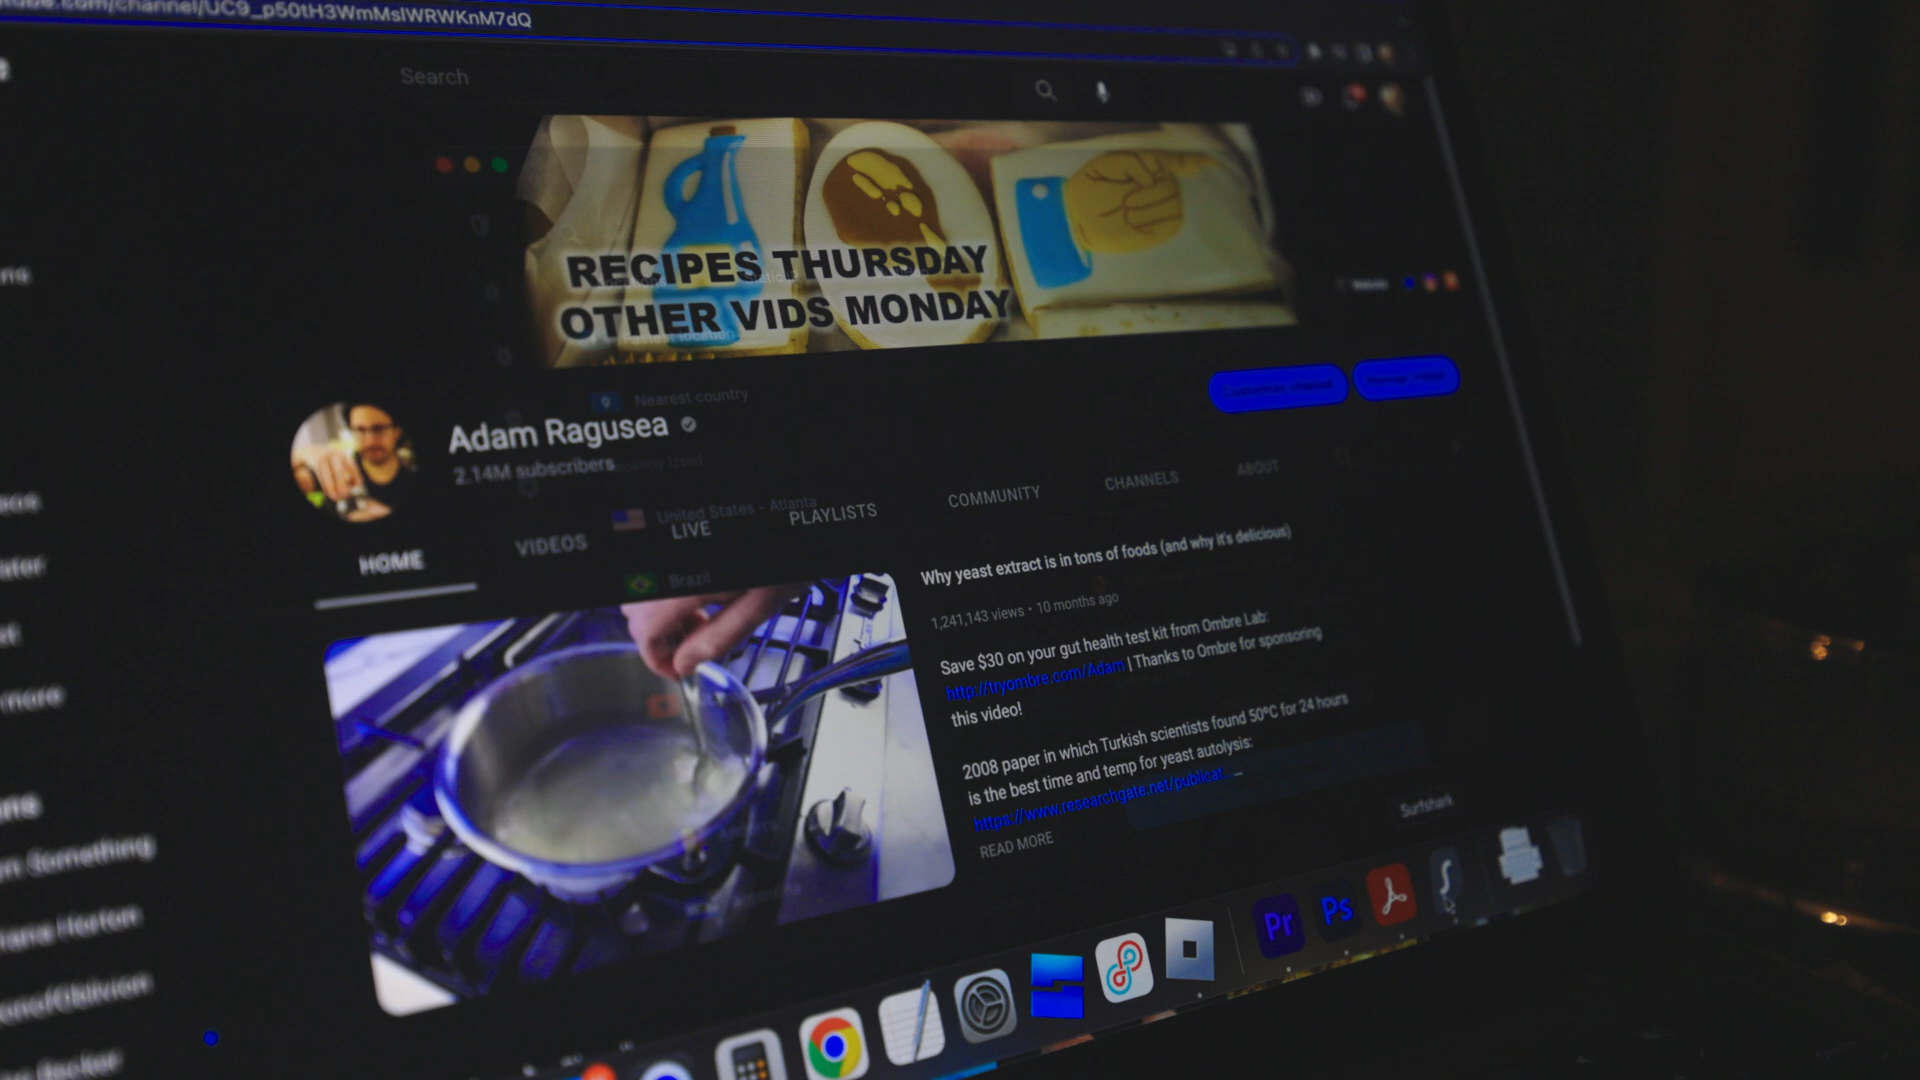 /channel/UC9_p50tH3WmMsIWRWKnM7dQ
Search
RECIPES THURSDAY
OTHER VIDS MONDAY
Nearest country
Adam Ragusea
2.14M subscribers
Recently Used
United States - Atlanta
HOME
VIDEOS
LIVE
PLAYLISTS
COMMUNITY
CHANNELS
ABOUT
Brazil
Why yeast extract is in tons of foods (and why it's delicious)
1,241,143 views • 10 months ago
Save $30 on your gut health test kit from Ombre Lab:
http://tryombre.com/Adam | Thanks to Ombre for sponsoring
this video!
2008 paper in which Turkish scientists found 50ºC for 24 hours
is the best time and temp for yeast autolysis:
https://www.researchgate.net/publicat...
READ MORE
more
Something
Horton
Surfshark
Pr
Ps